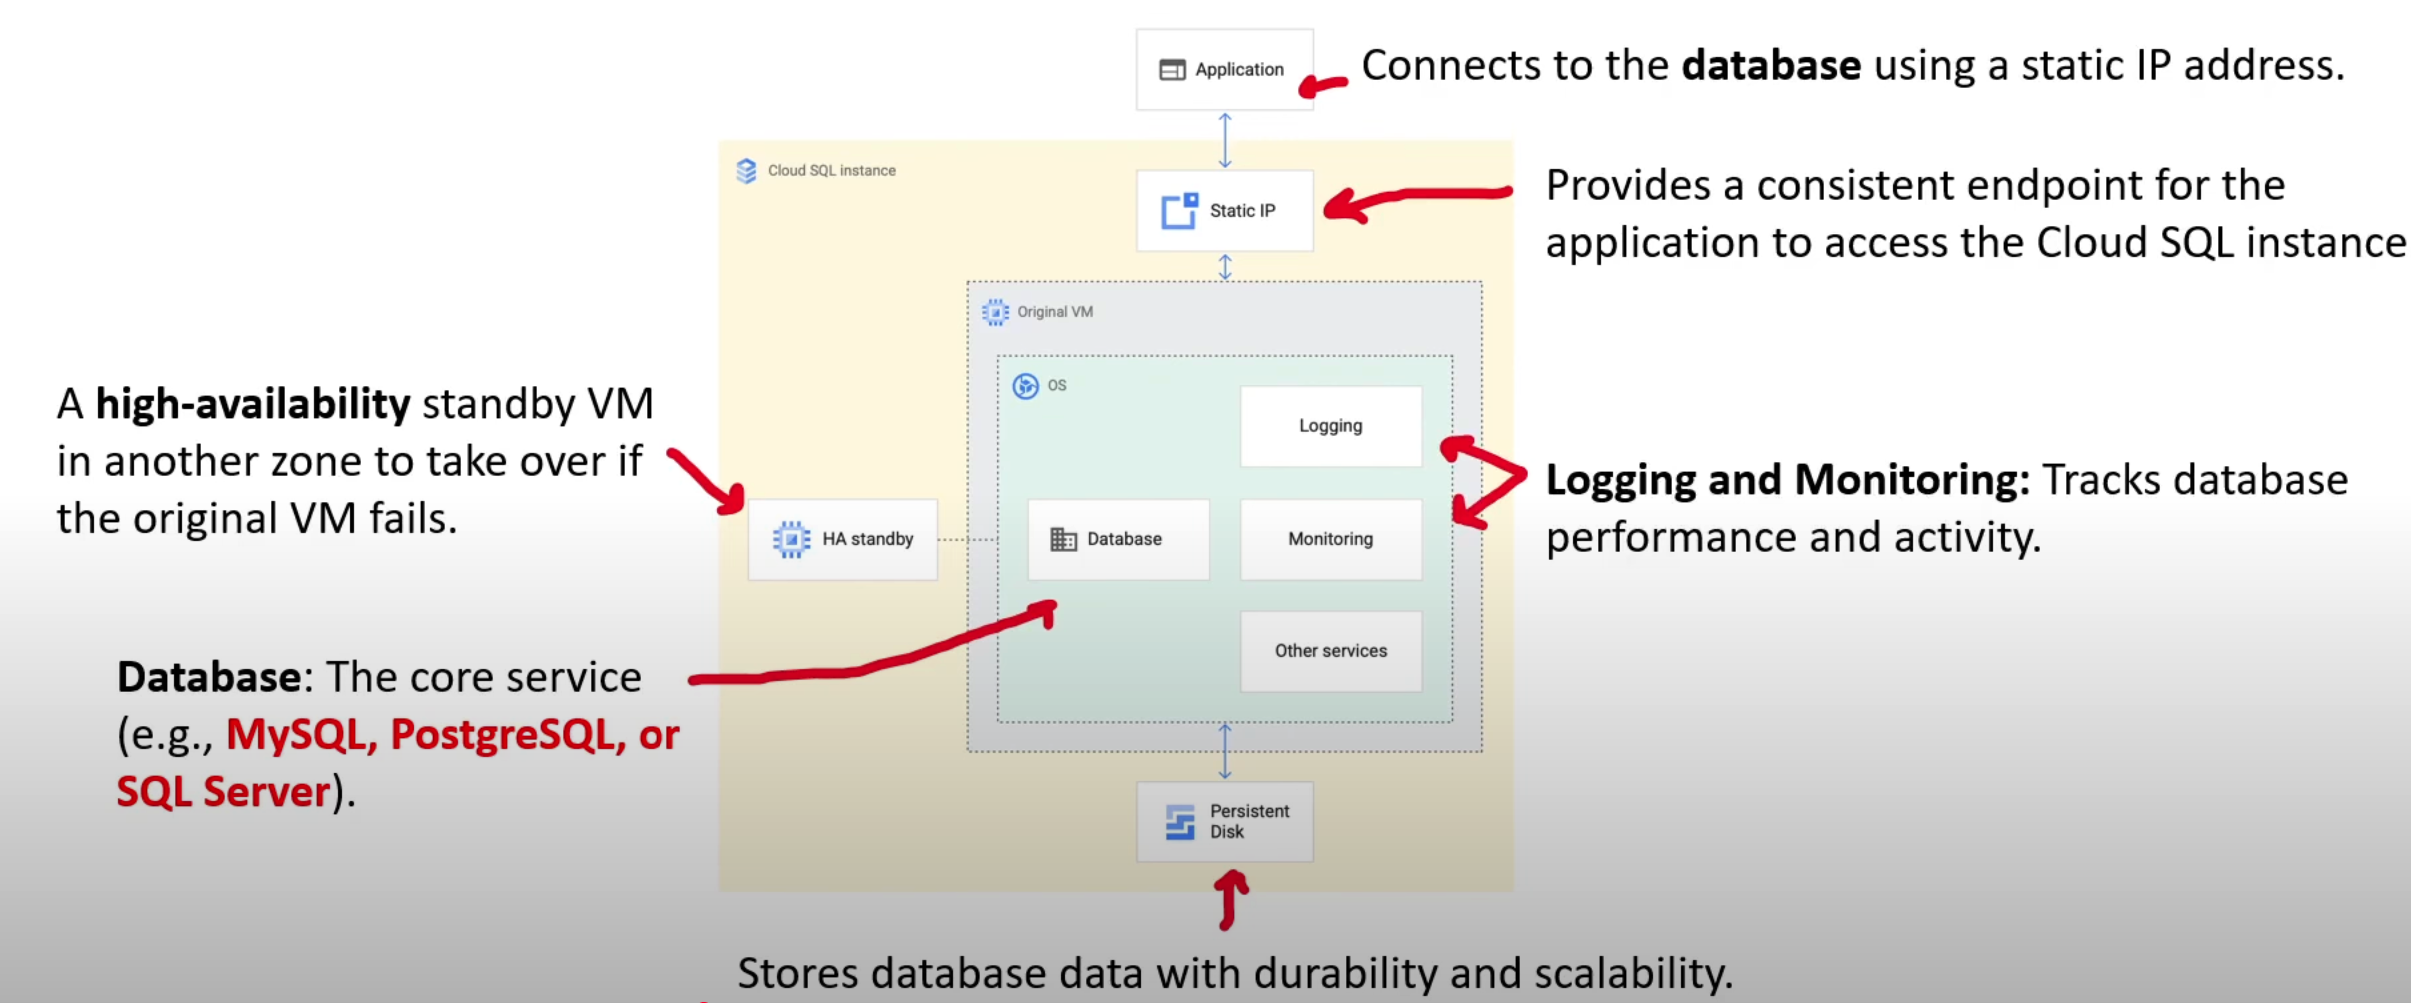 Application
Connects to the database using a static IP address.
Cloud SQL instance
Static IP
Provides a consistent endpoint for the
application to access the Cloud SQL instance
Original VM
OS
Logging
A high-availability standby VM
in another zone to take over if
the original VM fails.
Logging and Monitoring: Tracks database
performance and activity.
HA standby
Database
Monitoring
Other services
Database: The core service
(e.g., MySQL, PostgreSQL, or
SQL Server).
Persistent
Disk
Stores database data with durability and scalability.